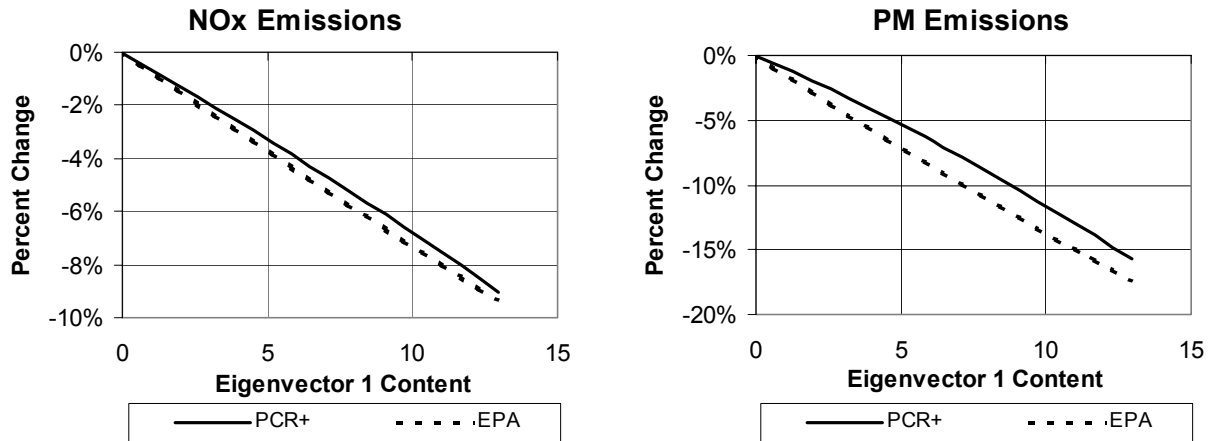 NOx Emissions
0%
-2%
-4%
-6%
-8%
-10%
Percent Change
0 5 10 15
Eigenvector 1 Content
PCR+ EPA
PM Emissions
0%
-5%
-10%
-15%
-20%
Percent Change
0 5 10 15
Eigenvector 1 Content
PCR+ EPA